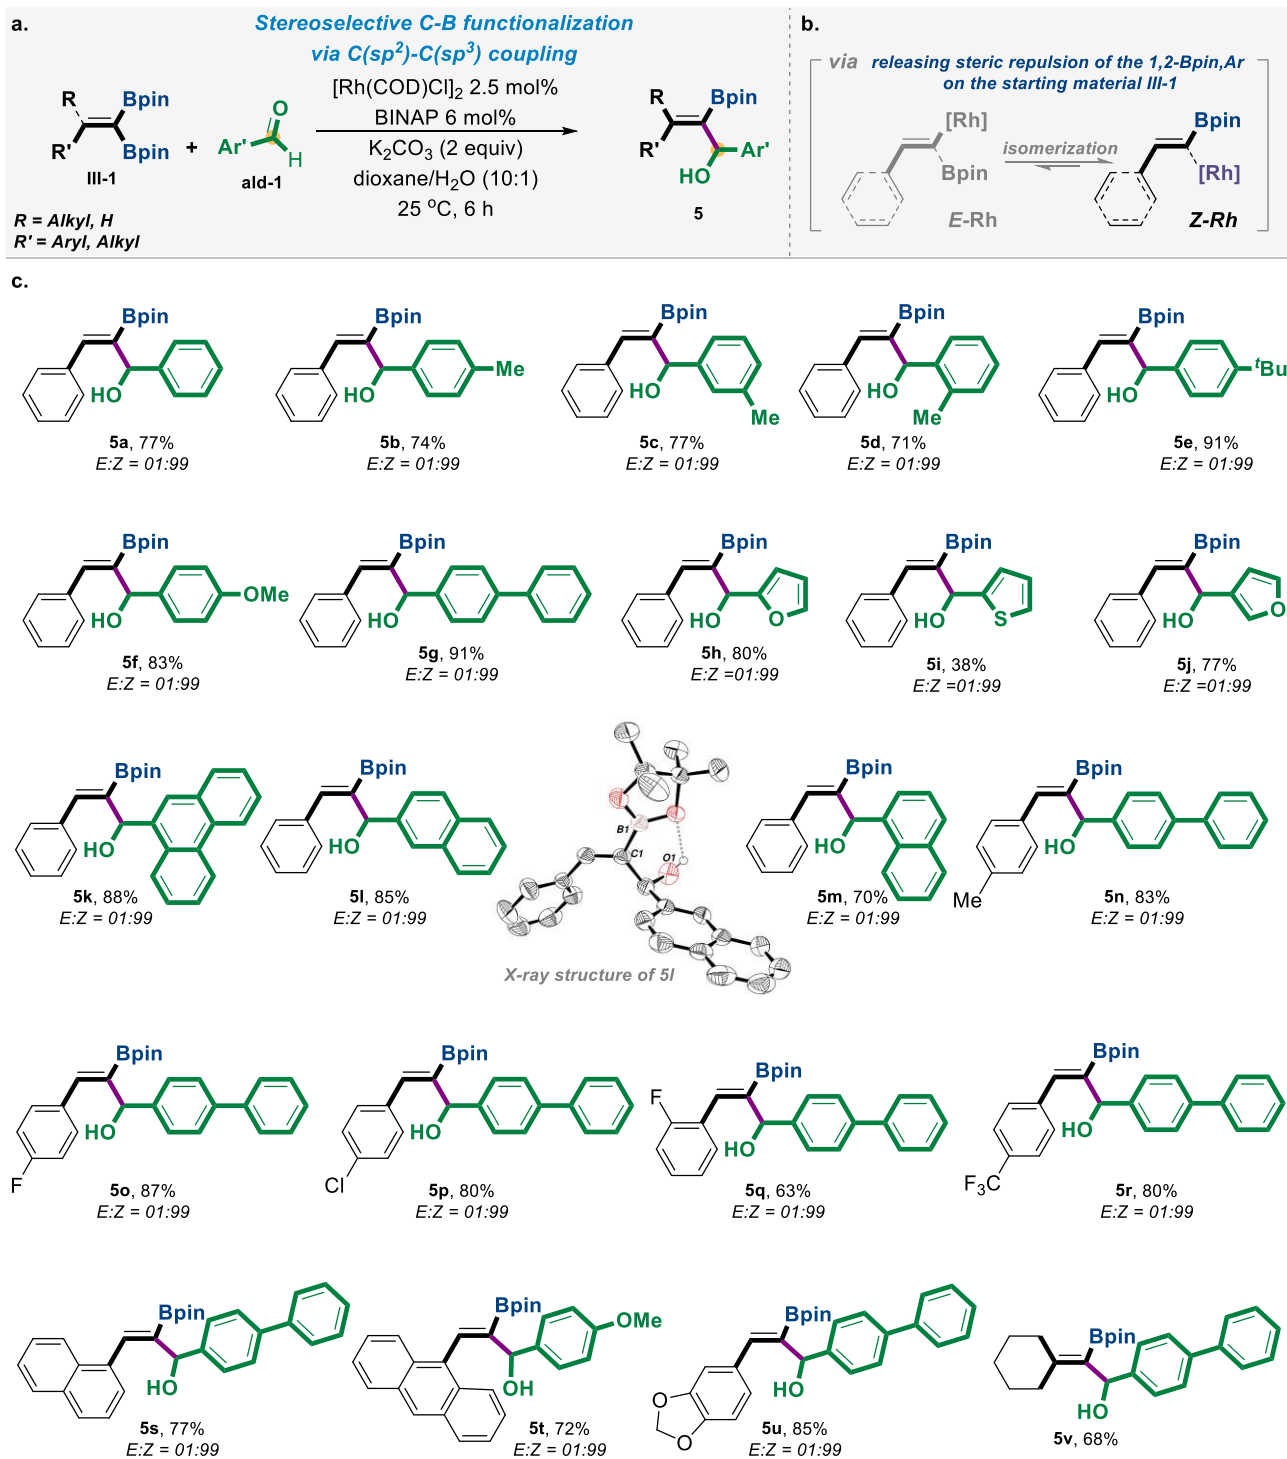 a.
Stereoselective C-B functionalization
via C(sp²)-C(sp³) coupling
R
Bpin
R'
Bpin
III-1
+
O
Ar'
H
ald-1
[Rh(COD)Cl]₂ 2.5 mol%
BINAP 6 mol%
K₂CO₃ (2 equiv)
dioxane/H₂O (10:1)
25 ºC, 6 h
R
Bpin
R'
Ar'
HO
5
R = Alkyl, H
R' = Aryl, Alkyl
b.
via releasing steric repulsion of the 1,2-Bpin,Ar
on the starting material III-1
[Rh]
Bpin
E-Rh
isomerization
Bpin
[Rh]
Z-Rh
c.
Bpin
HO
5a, 77%
E:Z = 01:99
Bpin
Me
HO
5b, 74%
E:Z = 01:99
Bpin
HO
Me
5c, 77%
E:Z = 01:99
Bpin
HO
Me
5d, 71%
E:Z = 01:99
Bpin
ᵗBu
HO
5e, 91%
E:Z = 01:99
Bpin
OMe
HO
5f, 83%
E:Z = 01:99
Bpin
HO
5g, 91%
E:Z = 01:99
Bpin
HO
O
5h, 80%
E:Z =01:99
Bpin
HO
S
5i, 38%
E:Z =01:99
Bpin
HO
O
5j, 77%
E:Z =01:99
Bpin
HO
5k, 88%
E:Z = 01:99
Bpin
HO
5l, 85%
E:Z = 01:99
B1
C1
O1
X-ray structure of 5l
Bpin
HO
5m, 70%
E:Z = 01:99
Bpin
HO
Me
5n, 83%
E:Z = 01:99
Bpin
HO
F
5o, 87%
E:Z = 01:99
Bpin
HO
Cl
5p, 80%
E:Z = 01:99
Bpin
F
HO
5q, 63%
E:Z = 01:99
Bpin
HO
F₃C
5r, 80%
E:Z = 01:99
Bpin
HO
5s, 77%
E:Z = 01:99
Bpin
OMe
OH
5t, 72%
E:Z = 01:99
Bpin
HO
O
O
5u, 85%
E:Z = 01:99
Bpin
HO
5v, 68%